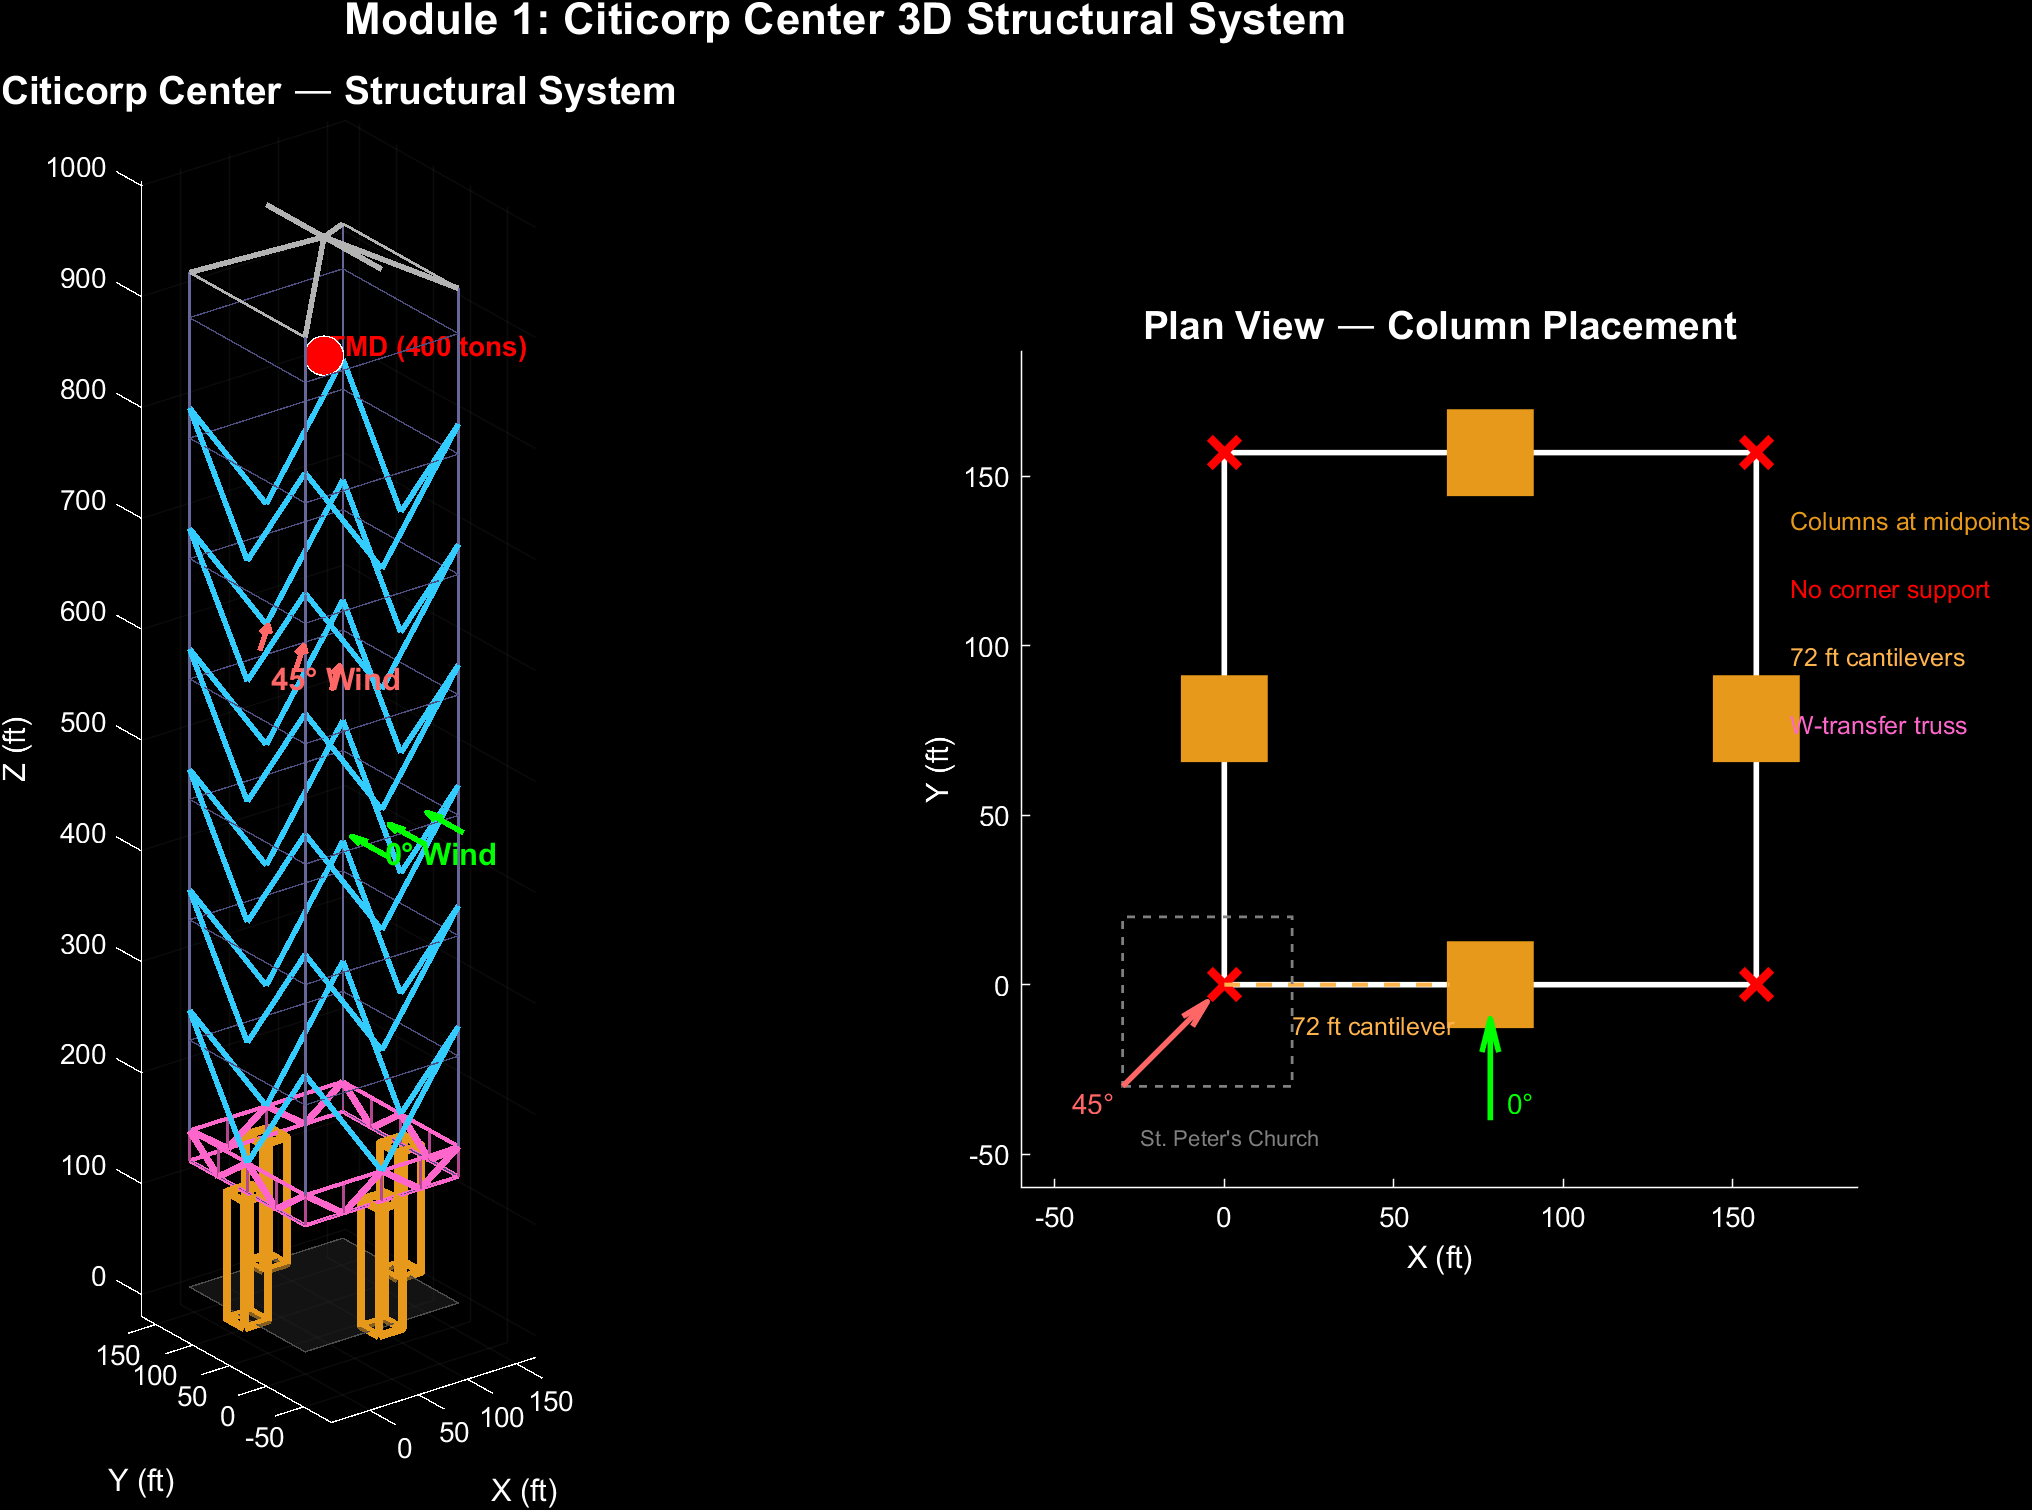 Module 1: Citicorp Center 3D Structural System
Citicorp Center — Structural System
1000
900
800
700
600
500
400
300
200
100
0
Z (ft)
TMD (400 tons)
45° Wind
0° Wind
150
100
50
0
-50
Y (ft)
0
50
100
150
X (ft)
Plan View — Column Placement
150
100
50
0
-50
Y (ft)
Columns at midpoints
No corner support
72 ft cantilevers
W-transfer truss
72 ft cantilever
45°
0°
St. Peter's Church
-50
0
50
100
150
X (ft)